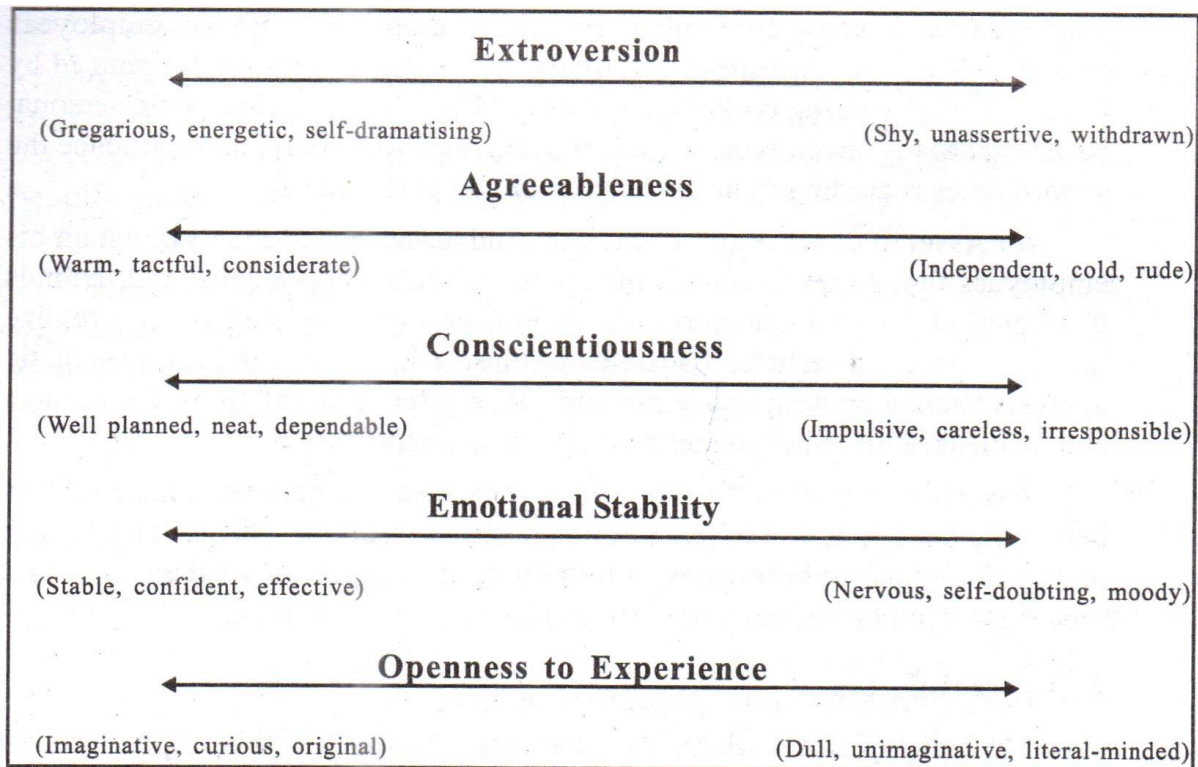 Extroversion
(Gregarious, energetic, self-dramatising) (Shy, unassertive, withdrawn)
Agreeableness
(Warm, tactful, considerate) (Independent, cold, rude)
Conscientiousness
(Well planned, neat, dependable) (Impulsive, careless, irresponsible)
Emotional Stability
(Stable, confident, effective) (Nervous, self-doubting, moody)
Openness to Experience
(Imaginative, curious, original) (Dull, unimaginative, literal-minded)